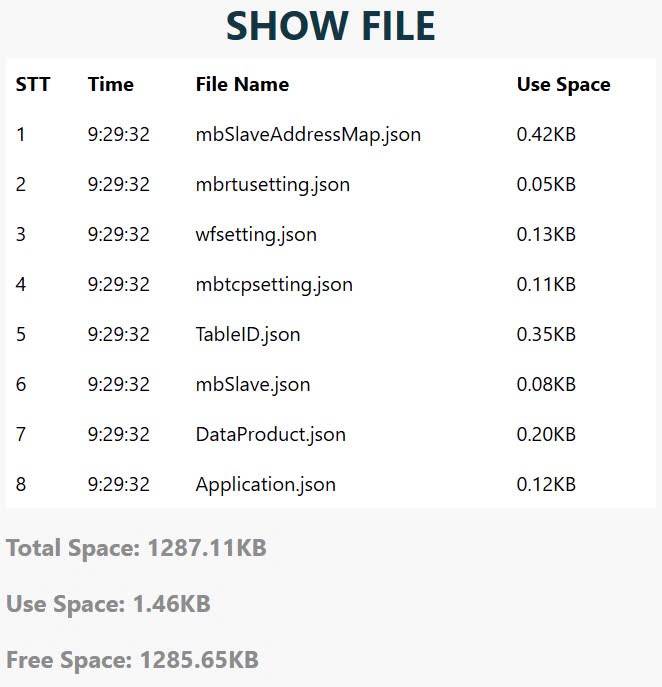 SHOW FILE
STT Time File Name Use Space
1 9:29:32 mbSlaveAddressMap.json 0.42KB
2 9:29:32 mbrtusetting.json 0.05KB
3 9:29:32 wfsetting.json 0.13KB
4 9:29:32 mbtcpsetting.json 0.11KB
5 9:29:32 TableID.json 0.35KB
6 9:29:32 mbSlave.json 0.08KB
7 9:29:32 DataProduct.json 0.20KB
8 9:29:32 Application.json 0.12KB
Total Space: 1287.11KB
Use Space: 1.46KB
Free Space: 1285.65KB